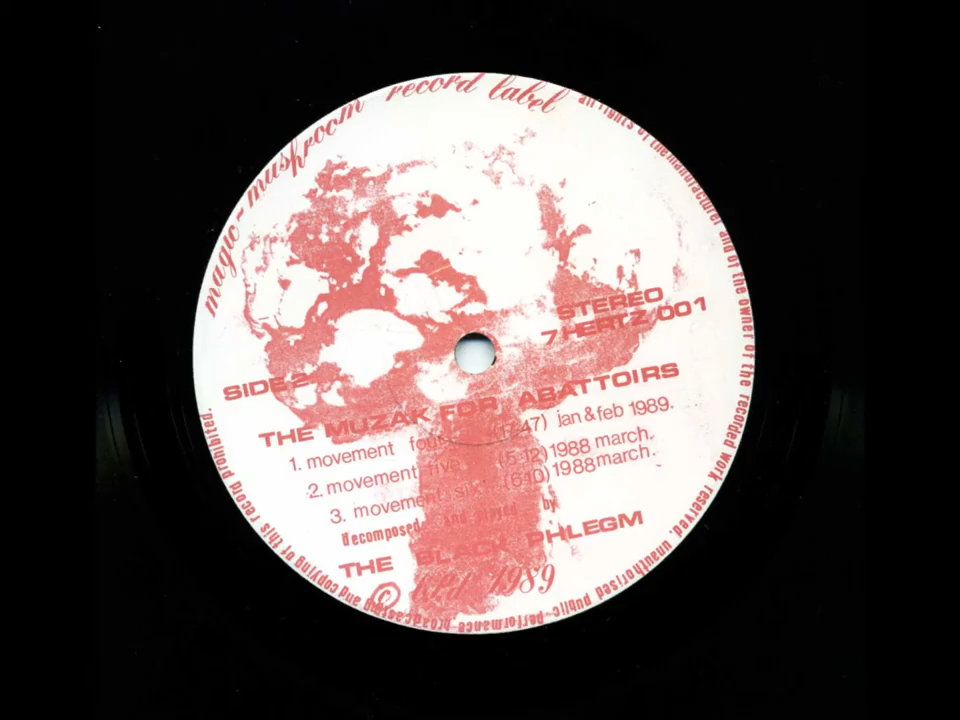 magic~mushroom record label
all rights of the manufacturer and of the owner of the recorded work reserved. unauthorised public performance broadcasting and copying of this record prohibited.
STEREO
7 HERTZ 001
SIDE 2
THE MUZAK FOR ABATTOIRS
1. movement four :47) jan & feb 1989.
2. movement five (5·12) 1988 march.
3. movement six (6·10) 1988 march.
decomposed and played by
THE BLACK PHLEGM
© 1989